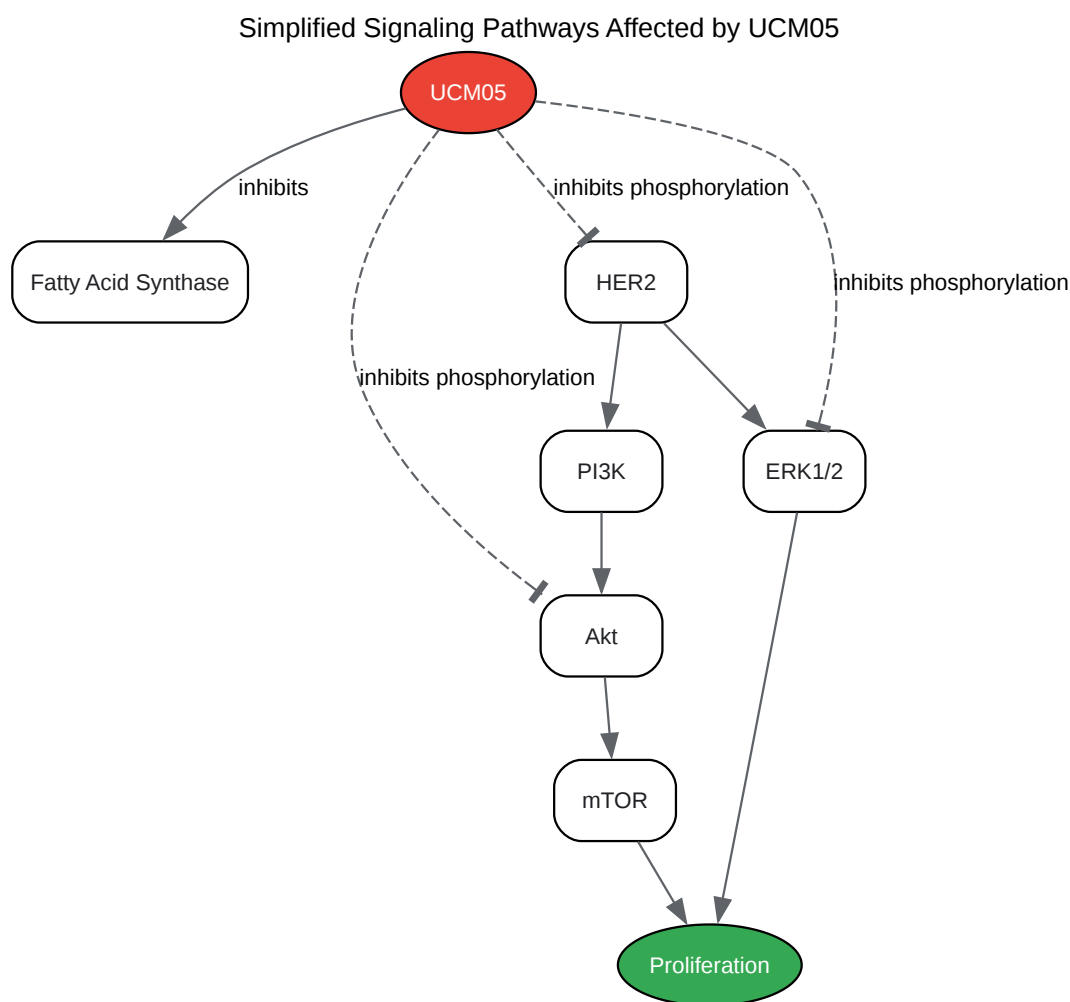 Simplified Signaling Pathways Affected by UCM05
UCM05
inhibits
inhibits phosphorylation
Fatty Acid Synthase
HER2
inhibits phosphorylation
inhibits phosphorylation
PI3K
ERK1/2
Akt
mTOR
Proliferation